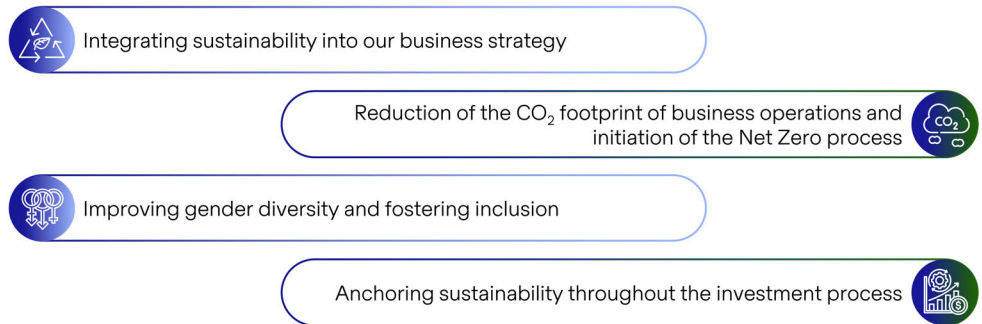 Integrating sustainability into our business strategy
Reduction of the CO₂ footprint of business operations and
initiation of the Net Zero process
CO₂
Improving gender diversity and fostering inclusion
Anchoring sustainability throughout the investment process
$